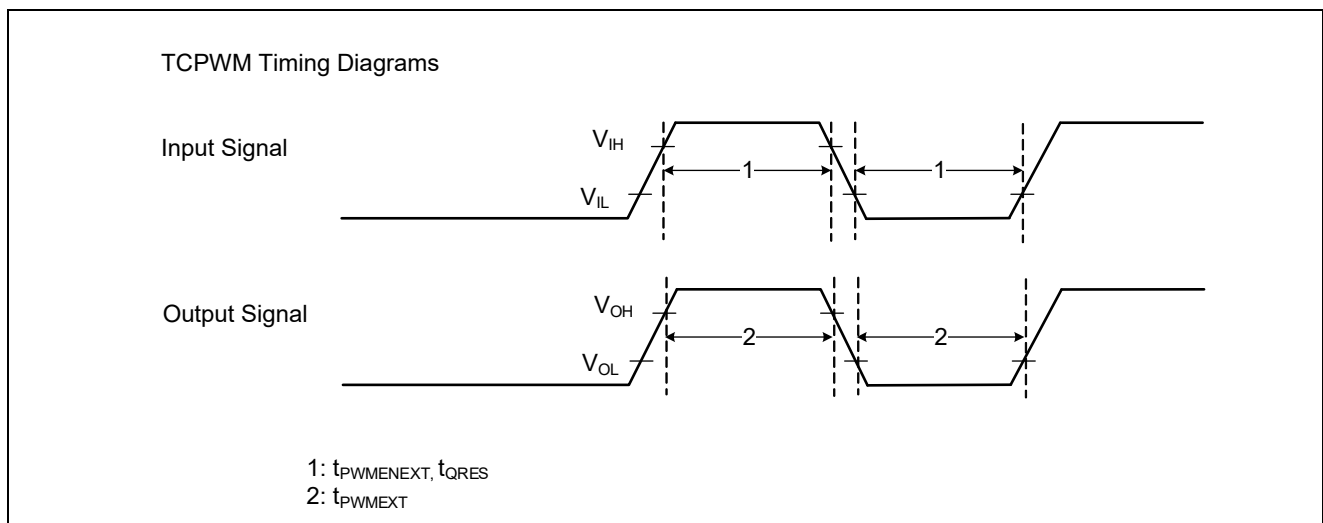 TCPWM Timing Diagrams
Input Signal
VIH
VIL
1
1
Output Signal
VOH
VOL
2
2
1: tPWMENEXT, tQRES
2: tPWMEXT